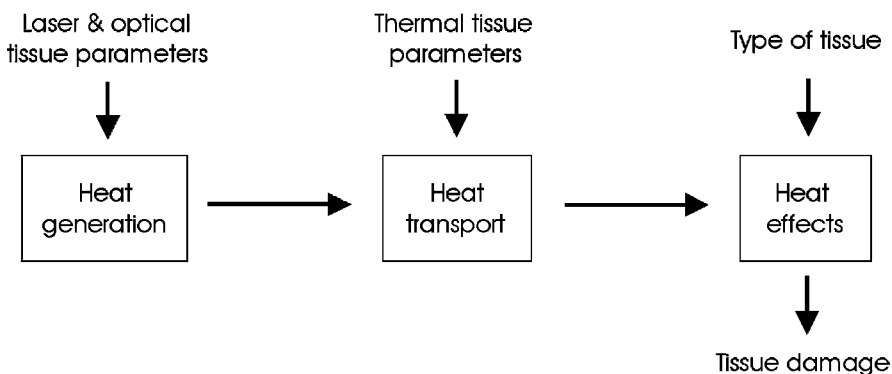 Laser & optical
tissue parameters
Thermal tissue
parameters
Type of tissue
Heat
generation
Heat
transport
Heat
effects
Tissue damage